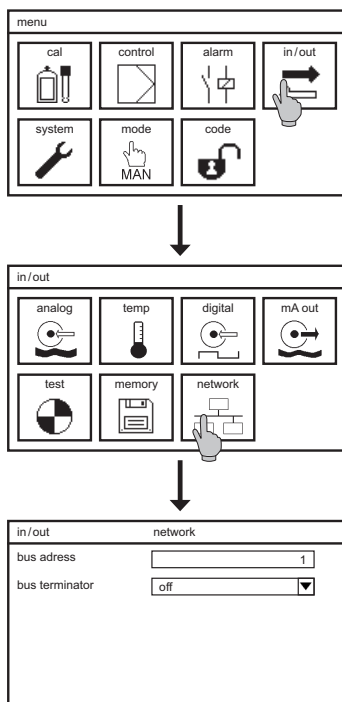 menu
cal control alarm in/out
system mode code
MAN
in/out
analog temp digital mA out
test memory network
in/out network
bus adress 1
bus terminator off